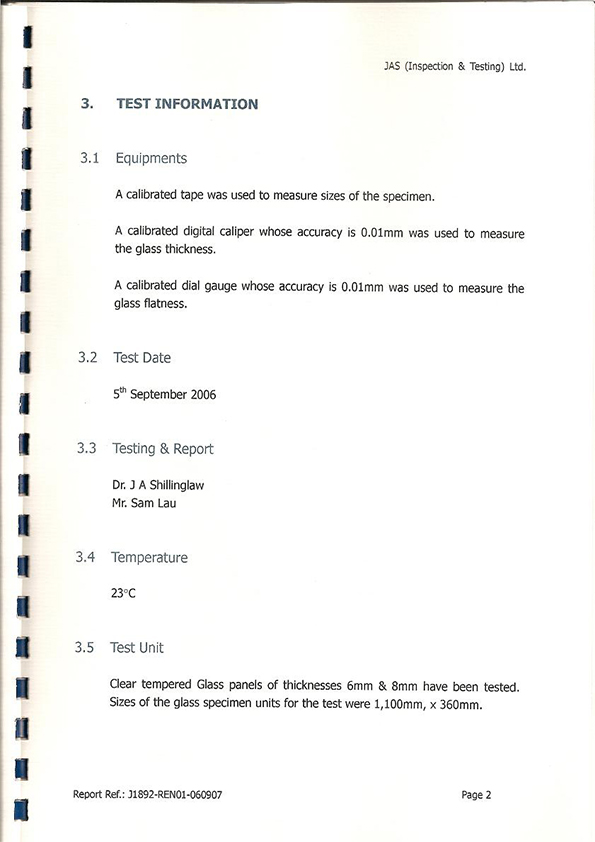 JAS (Inspection & Testing) Ltd.
3. TEST INFORMATION
3.1 Equipments
A calibrated tape was used to measure sizes of the specimen.
A calibrated digital caliper whose accuracy is 0.01mm was used to measure
the glass thickness.
A calibrated dial gauge whose accuracy is 0.01mm was used to measure the
glass flatness.
3.2 Test Date
5th September 2006
3.3 Testing & Report
Dr. J A Shillinglaw
Mr. Sam Lau
3.4 Temperature
23°C
3.5 Test Unit
Clear tempered Glass panels of thicknesses 6mm & 8mm have been tested.
Sizes of the glass specimen units for the test were 1,100mm, x 360mm.
Report Ref.: J1892-REN01-060907 Page 2